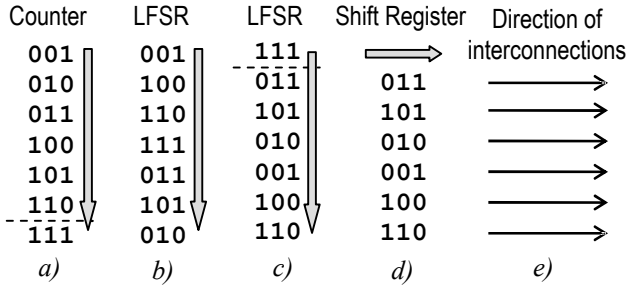 Counter LFSR LFSR Shift Register Direction of
interconnections
001 001 111
010 100 011 011
011 110 101 101
100 111 010 010
101 011 001 001
110 101 100 100
111 010 110 110
a) b) c) d) e)